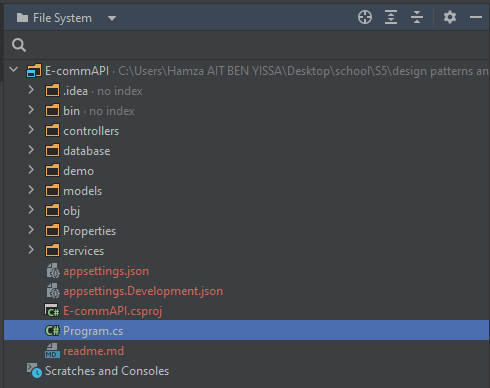 File System
E-commAPI · C:\Users\Hamza AIT BEN YISSA\Desktop\school\S5\design patterns an
.idea · no index
bin · no index
controllers
database
demo
models
obj
Properties
services
appsettings.json
appsettings.Development.json
E-commAPI.csproj
C# Program.cs
readme.md
Scratches and Consoles